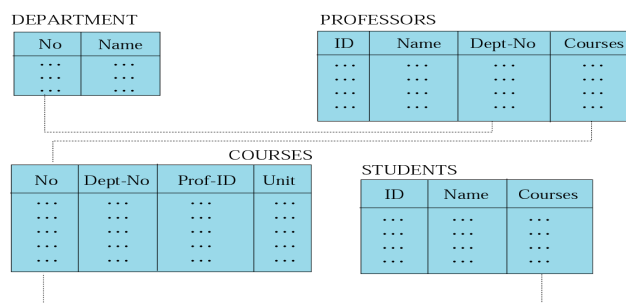 DEPARTMENT
No Name
... ...
... ...
... ...
PROFESSORS
ID Name Dept-No Courses
... ... ... ...
... ... ... ...
... ... ... ...
... ... ... ...
COURSES
No Dept-No Prof-ID Unit
... ... ... ...
... ... ... ...
... ... ... ...
... ... ... ...
... ... ... ...
STUDENTS
ID Name Courses
... ... ...
... ... ...
... ... ...
... ... ...